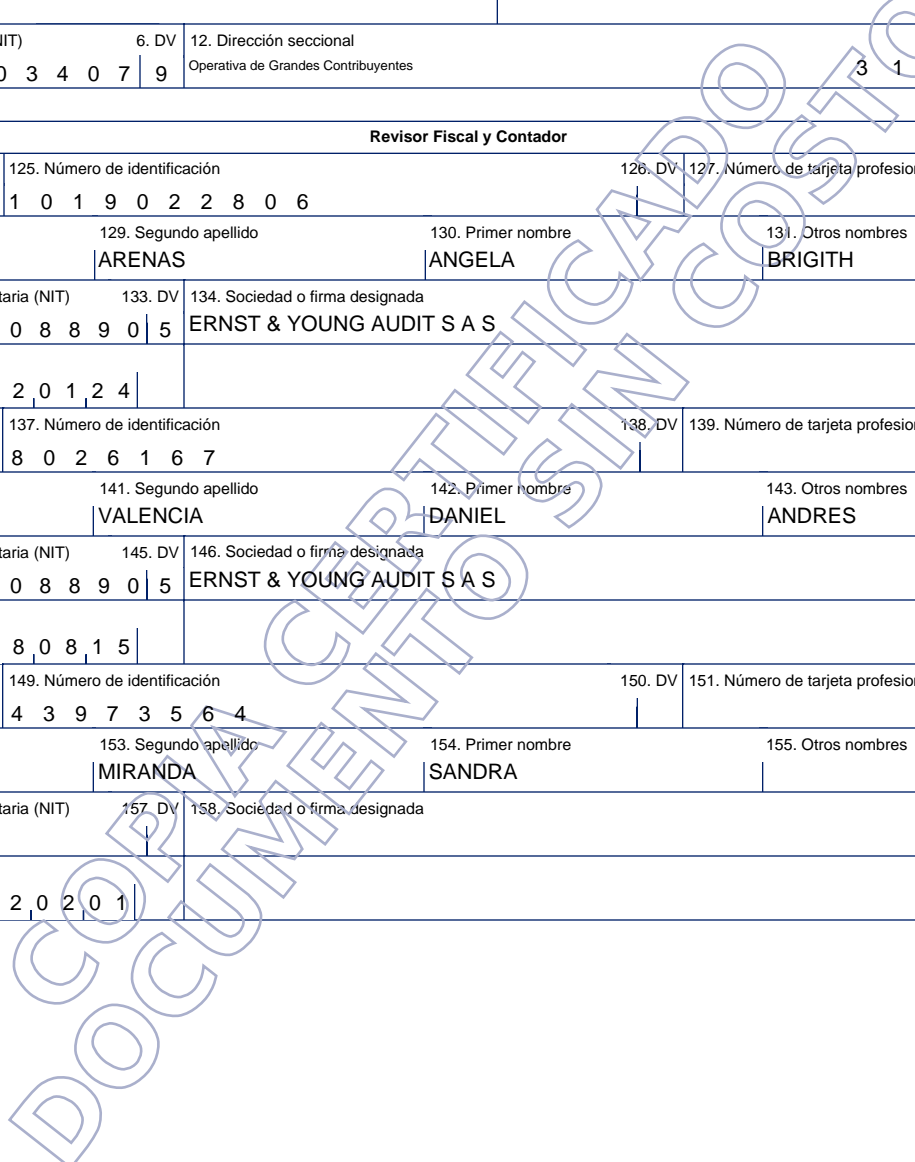 NIT) 6. DV 12. Dirección seccional
0 3 4 0 7 9 Operativa de Grandes Contribuyentes 3 1
Revisor Fiscal y Contador
125. Número de identificación 126. DV 127. Número de tarjeta profesion
1 0 1 9 0 2 2 8 0 6
129. Segundo apellido 130. Primer nombre 131. Otros nombres
ARENAS ANGELA BRIGITH
taria (NIT) 133. DV 134. Sociedad o firma designada
0 8 8 9 0 5 ERNST & YOUNG AUDIT S A S
2 0 1 2 4
137. Número de identificación 138. DV 139. Número de tarjeta profesion
8 0 2 6 1 6 7
141. Segundo apellido 142. Primer nombre 143. Otros nombres
VALENCIA DANIEL ANDRES
taria (NIT) 145. DV 146. Sociedad o firma designada
0 8 8 9 0 5 ERNST & YOUNG AUDIT S A S
8 0 8 1 5
149. Número de identificación 150. DV 151. Número de tarjeta profesion
4 3 9 7 3 5 6 4
153. Segundo apellido 154. Primer nombre 155. Otros nombres
MIRANDA SANDRA
taria (NIT) 157. DV 158. Sociedad o firma designada
2 0 2 0 1
COPIA CERTIFICADO
DOCUMENTO SIN COSTO